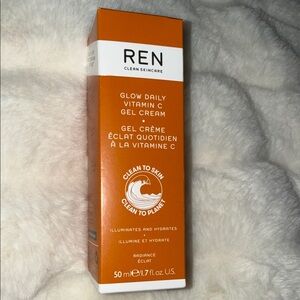 REN
CLEAN SKINCARE
GLOW DAILY
VITAMIN C
GEL CREAM
•
GEL CRÈME
ÉCLAT QUOTIDIEN
À LA VITAMINE C
CLEAN TO SKIN
CLEAN TO PLANET
ILLUMINATES AND HYDRATES
•
ILLUMINE ET HYDRATE
RADIANCE
ÉCLAT
50 ml e 1.7 fl. oz. U.S.